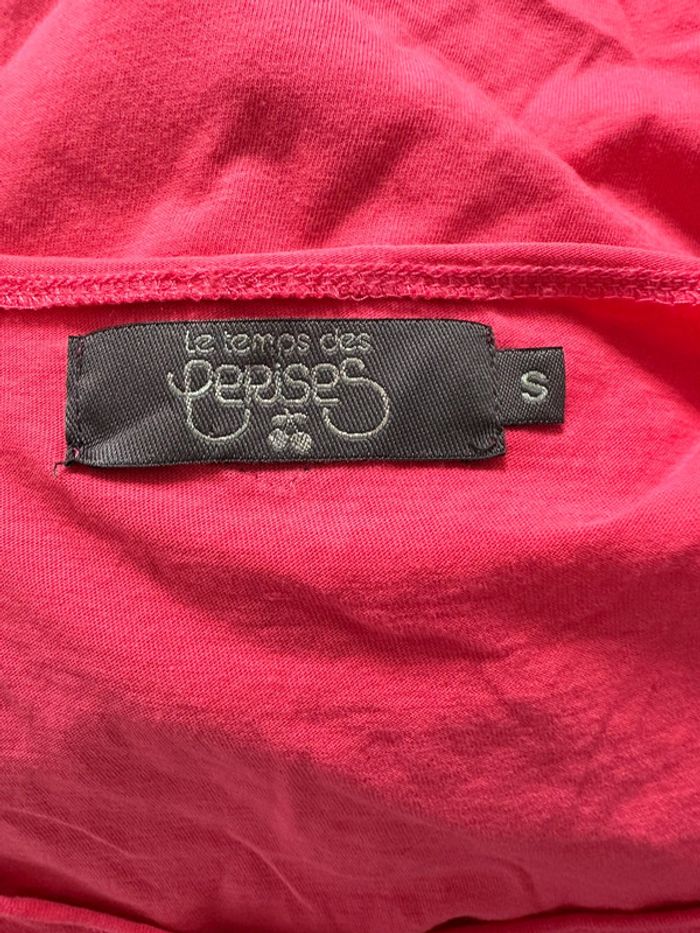 Le temps des
cerises
S